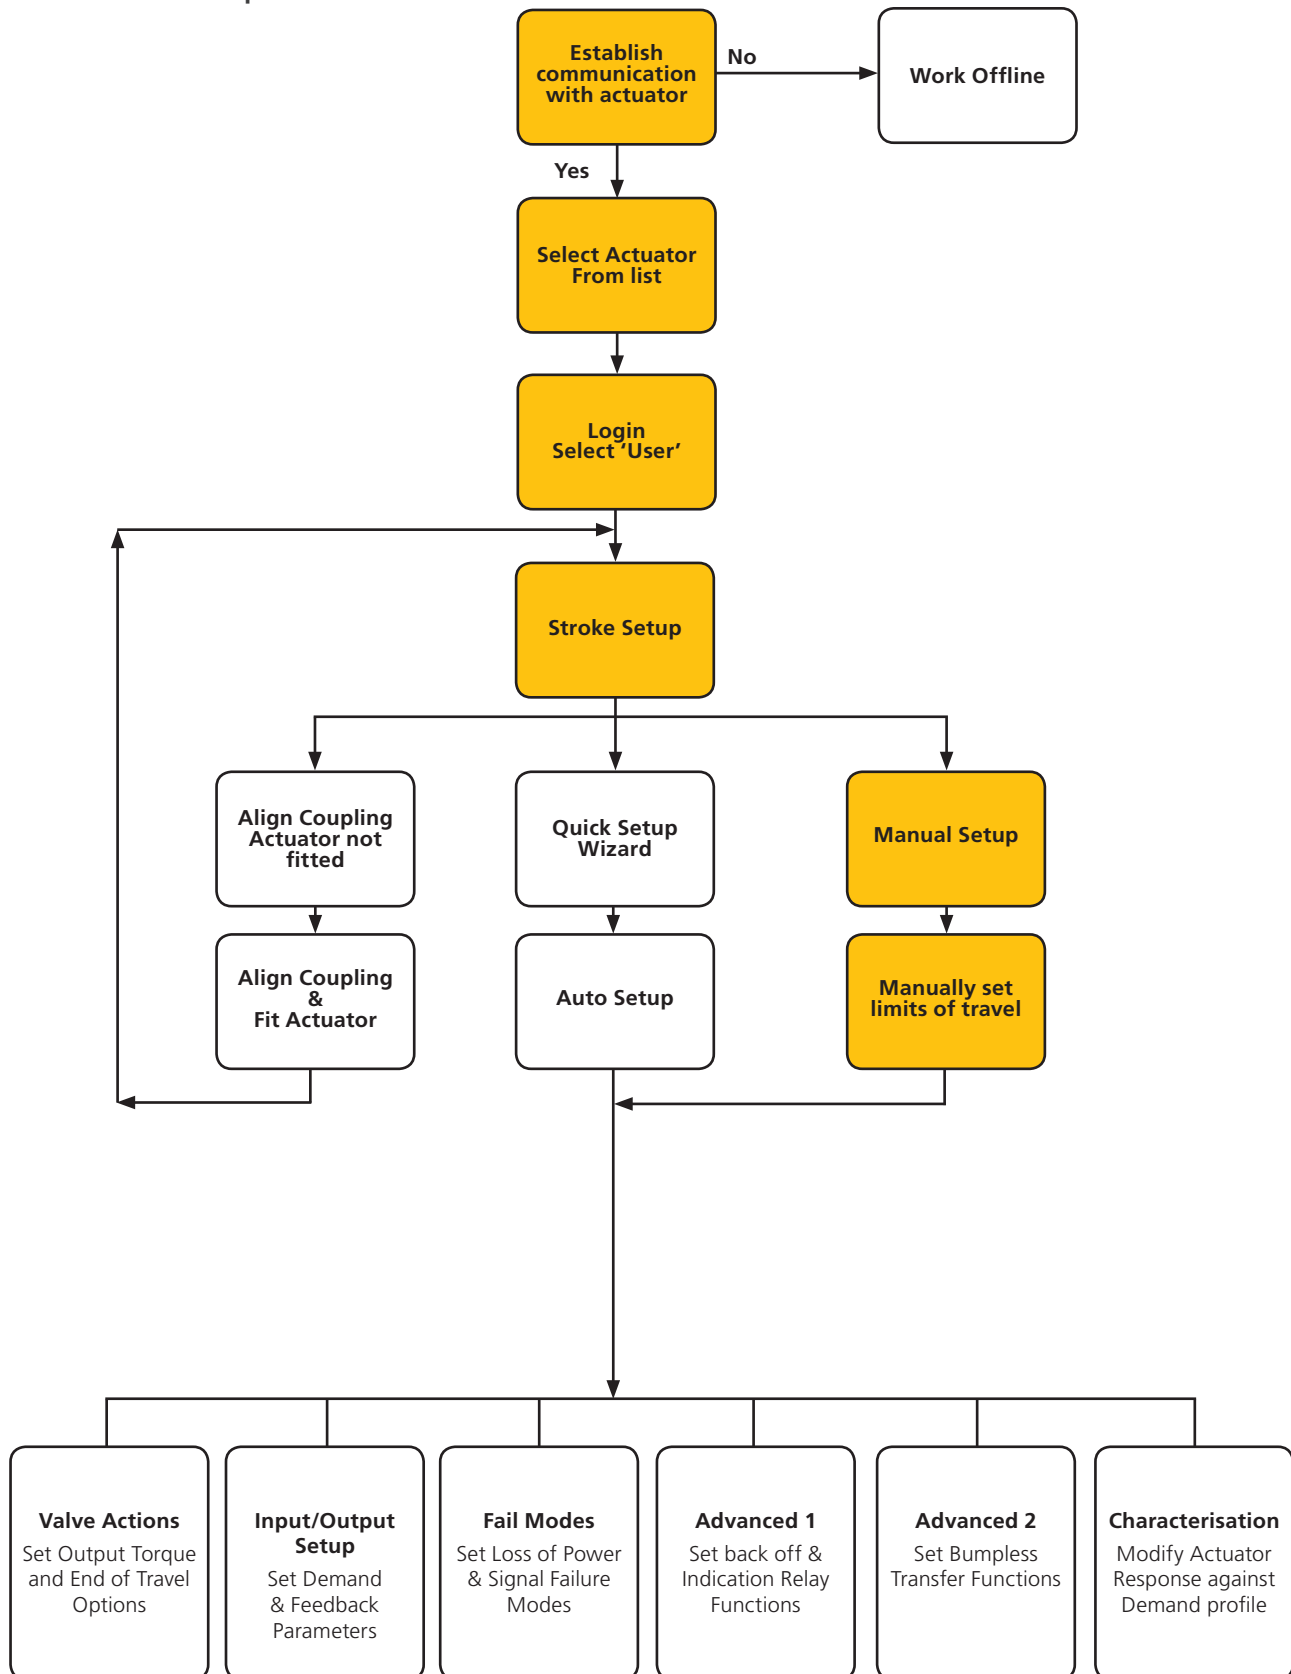 Establish
communication
with actuator
No
Work Offline
Yes
Select Actuator
From list
Login
Select ‘User’
Stroke Setup
Align Coupling
Actuator not
fitted
Quick Setup
Wizard
Manual Setup
Align Coupling
&
Fit Actuator
Auto Setup
Manually set
limits of travel
Valve Actions
Set Output Torque
and End of Travel
Options
Input/Output
Setup
Set Demand
& Feedback
Parameters
Fail Modes
Set Loss of Power
& Signal Failure
Modes
Advanced 1
Set back off &
Indication Relay
Functions
Advanced 2
Set Bumpless
Transfer Functions
Characterisation
Modify Actuator
Response against
Demand profile